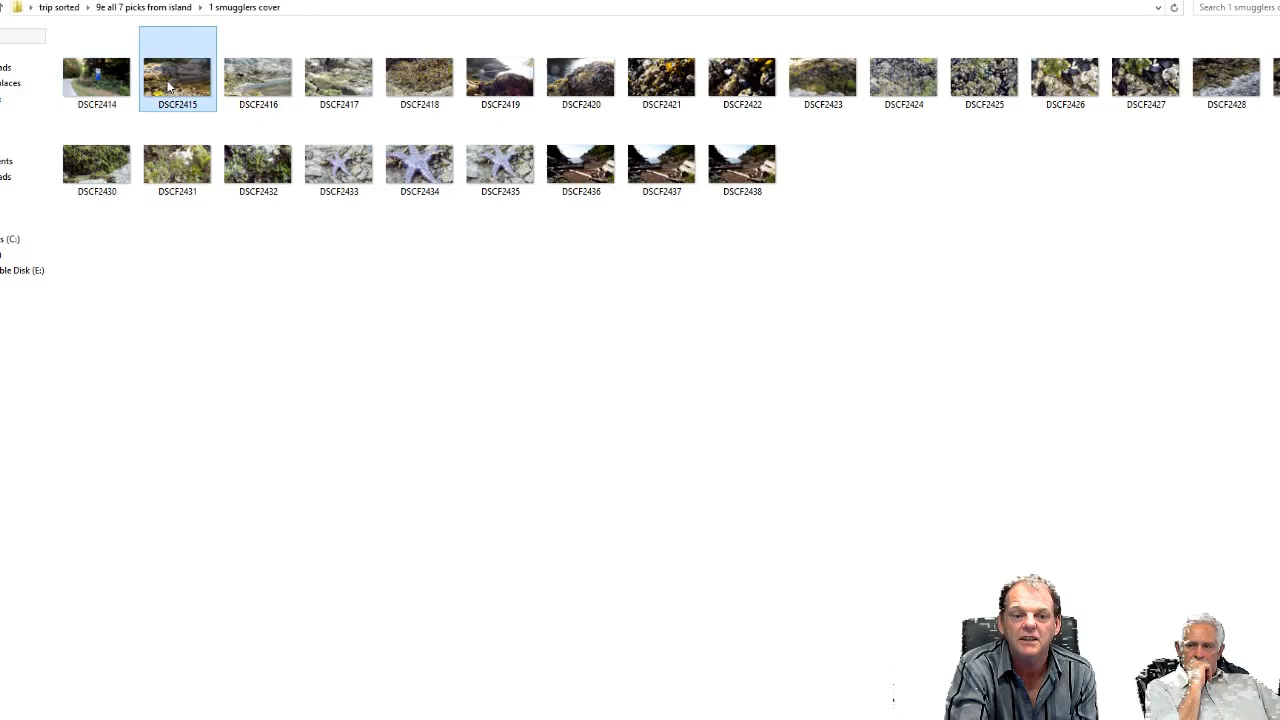 trip sorted 9e all 7 picks from island 1 smugglers cover Search 1 smugglers c
ads
olaces
DSCF2414 DSCF2415 DSCF2416 DSCF2417 DSCF2418 DSCF2419 DSCF2420 DSCF2421 DSCF2422 DSCF2423 DSCF2424 DSCF2425 DSCF2426 DSCF2427 DSCF2428
ents
ads
DSCF2430 DSCF2431 DSCF2432 DSCF2433 DSCF2434 DSCF2435 DSCF2436 DSCF2437 DSCF2438
s (C:)
)
ble Disk (E:)